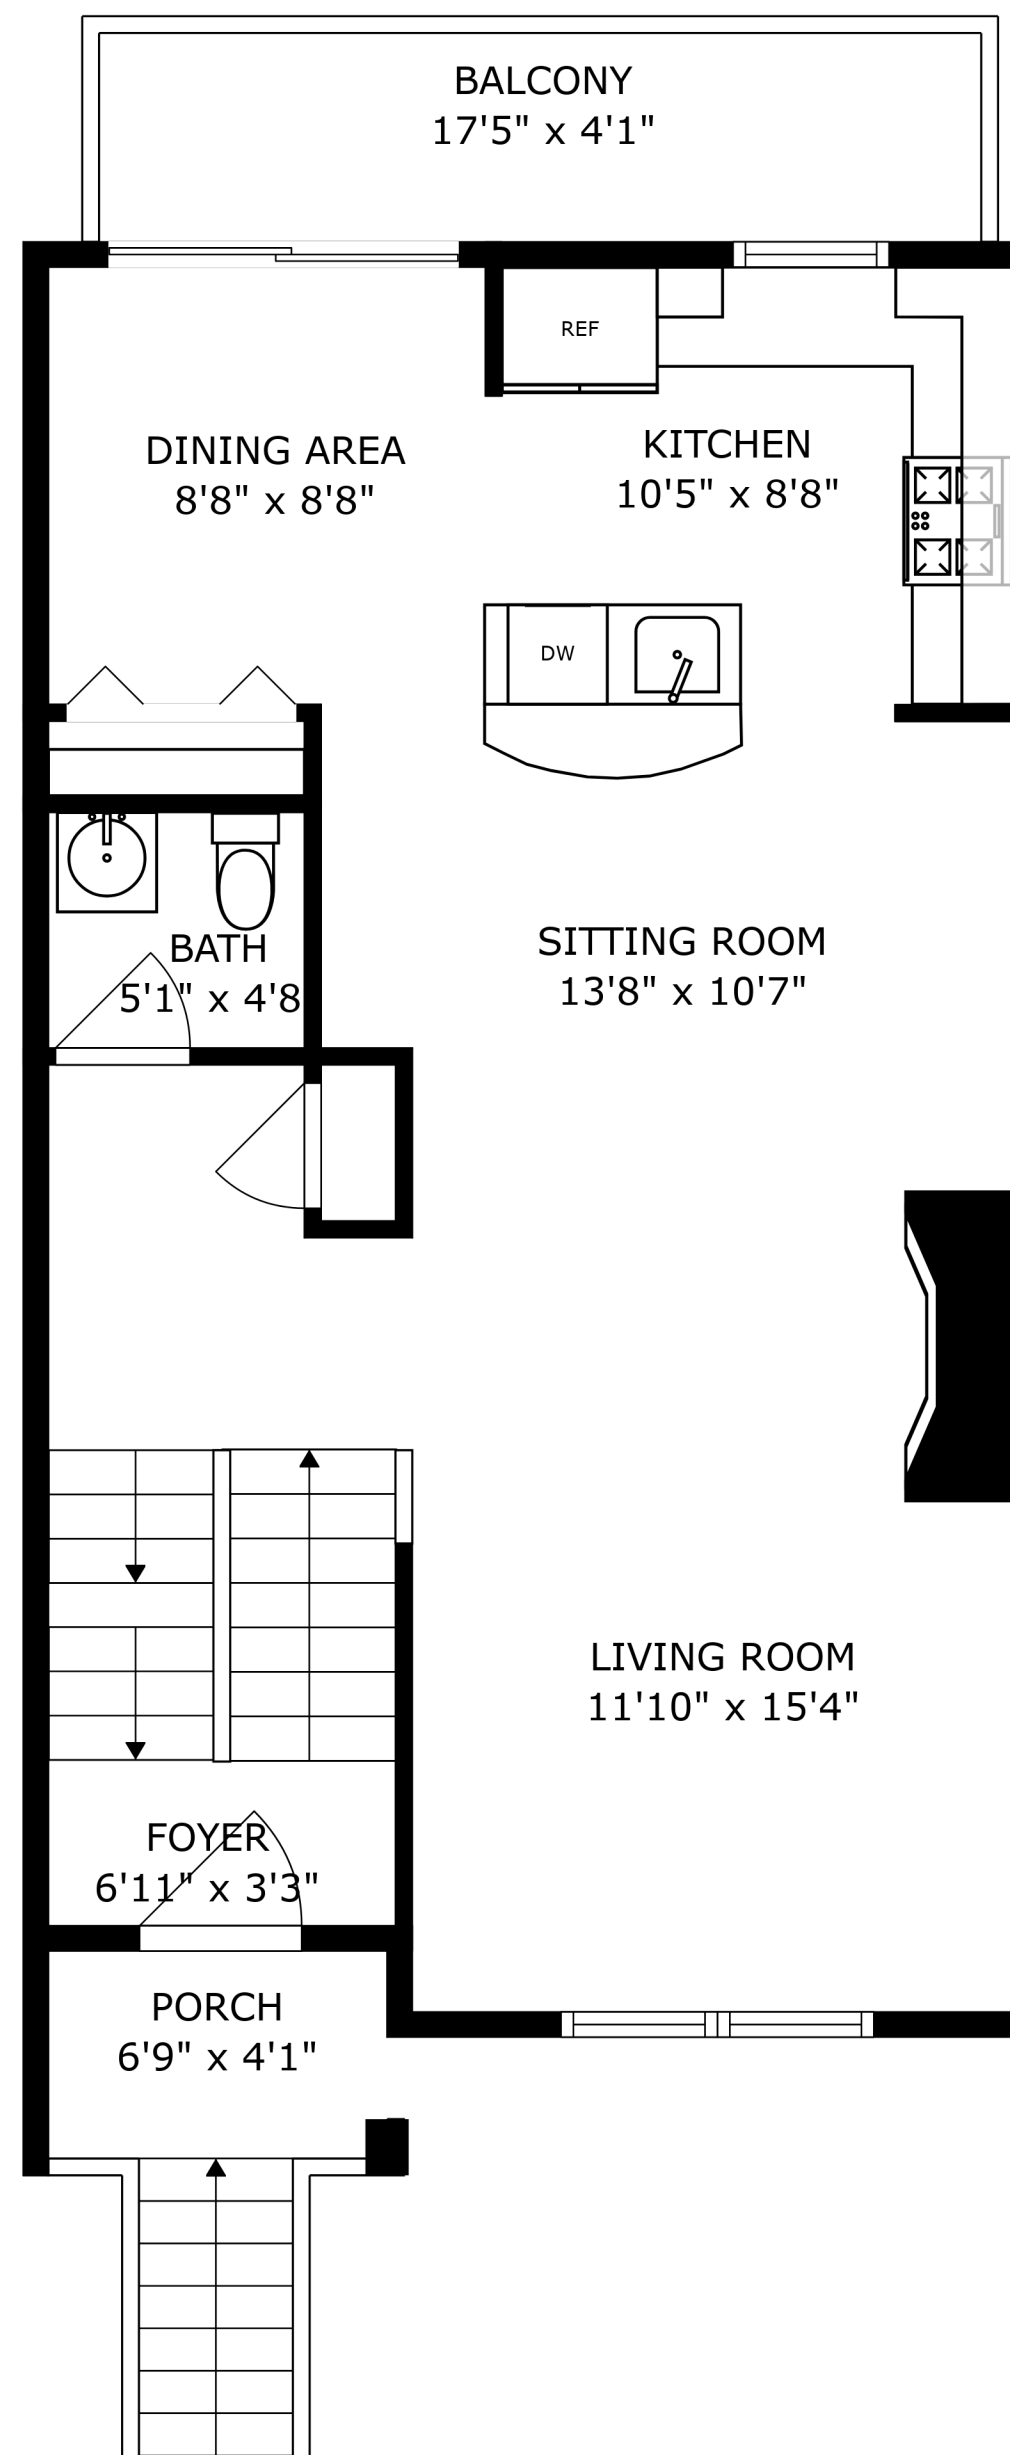 BALCONY
17'5" x 4'1"
REF
DINING AREA
8'8" x 8'8"
KITCHEN
10'5" x 8'8"
DW
BATH
5'1" x 4'8
SITTING ROOM
13'8" x 10'7"
LIVING ROOM
11'10" x 15'4"
FOYER
6'11" x 3'3"
PORCH
6'9" x 4'1"